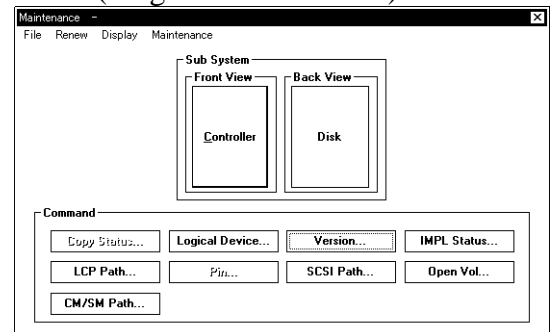 Maintenance -
File Renew Display Maintenance
Sub System
Front View Back View
Controller Disk
Command
Copy Status... Logical Device... Version... IMPL Status...
LCP Path... Pin... SCSI Path... Open Vol...
CM/SM Path...